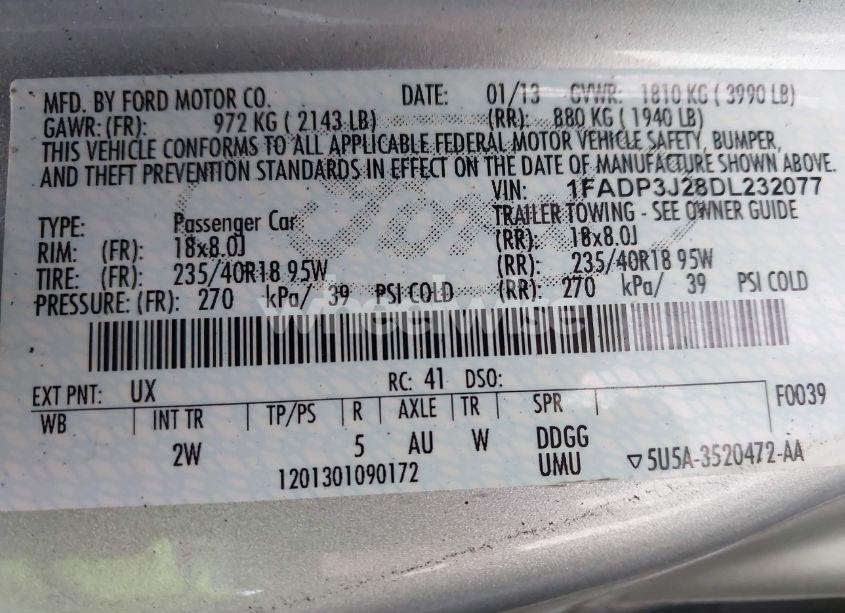 MFD. BY FORD MOTOR CO. DATE: 01/13 GVWR: 1810 KG ( 3990 LB)
GAWR: (FR): 972 KG ( 2143 LB) (RR): 880 KG ( 1940 LB)
THIS VEHICLE CONFORMS TO ALL APPLICABLE FEDERAL MOTOR VEHICLE SAFETY, BUMPER,
AND THEFT PREVENTION STANDARDS IN EFFECT ON THE DATE OF MANUFACTURE SHOWN ABOVE.
VIN: 1FADP3J28DL232077
TYPE: Passenger Car TRAILER TOWING - SEE OWNER GUIDE
RIM: (FR): 18x8.0J (RR): 18x8.0J
TIRE: (FR): 235/40R18 95W (RR): 235/40R18 95W
PRESSURE: (FR): 270 kPa/ 39 PSI COLD (RR): 270 kPa/ 39 PSI COLD
wheelwise
EXT PNT: UX RC: 41 DSO: F0039
WB INT TR TP/PS R AXLE TR SPR
2W 5 AU W DDGG
1201301090172 UMU ▽5U5A-3520472-AA